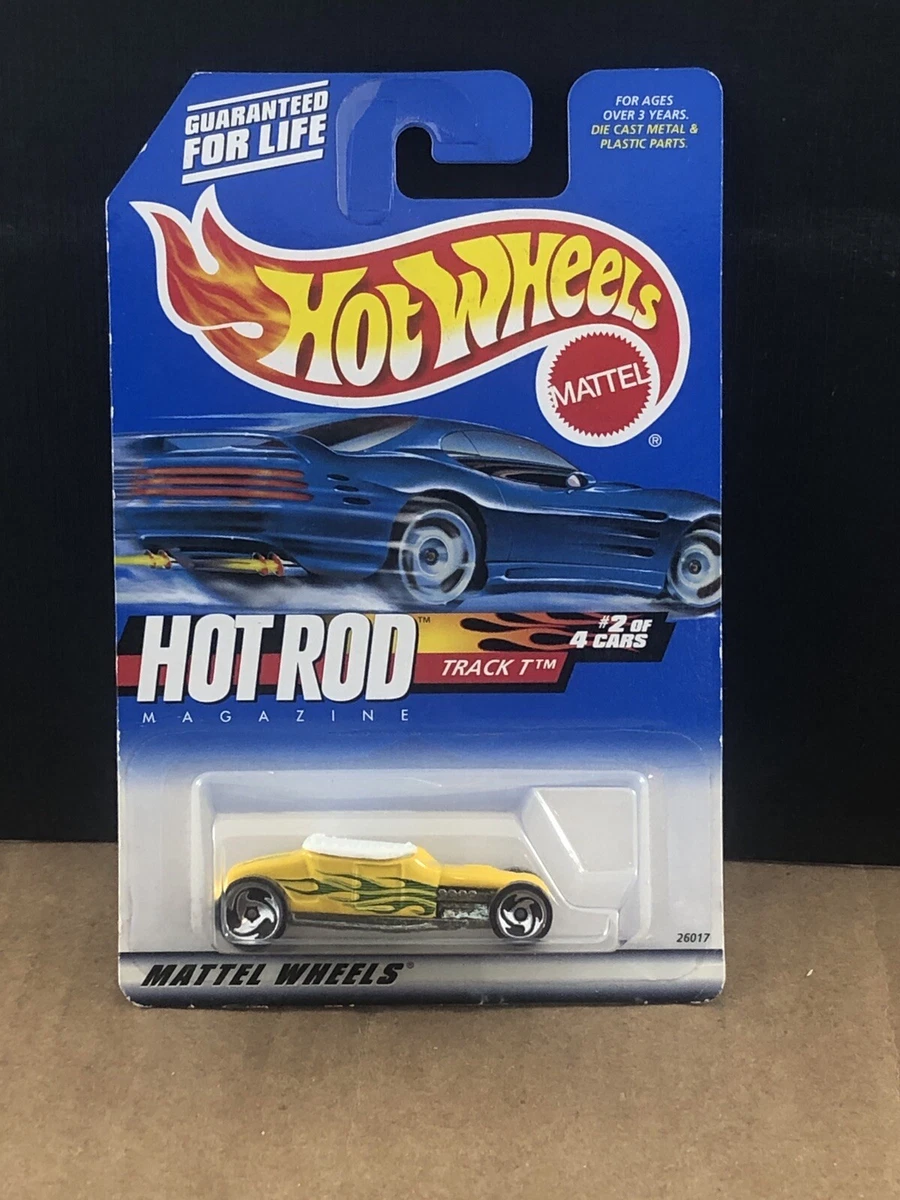 GUARANTEED
FOR LIFE
FOR AGES
OVER 3 YEARS.
DIE CAST METAL &
PLASTIC PARTS.
HOT WHEELS
MATTEL
®
HOT ROD™
MAGAZINE
TRACK T™
#2 OF
4 CARS
26017
MATTEL WHEELS®